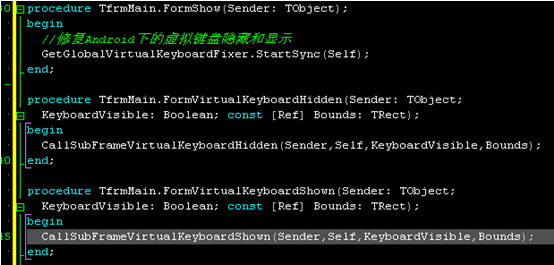 30 procedure TfrmMain.FormShow(Sender: TObject);
begin
//修复Android下的虚拟键盘隐藏和显示
GetGlobalVirtualKeyboardFixer.StartSync(Self);
end;
procedure TfrmMain.FormVirtualKeyboardHidden(Sender: TObject;
KeyboardVisible: Boolean; const [Ref] Bounds: TRect);
begin
40 CallSubFrameVirtualKeyboardHidden(Sender,Self,KeyboardVisible,Bounds);
end;
procedure TfrmMain.FormVirtualKeyboardShown(Sender: TObject;
KeyboardVisible: Boolean; const [Ref] Bounds: TRect);
begin
45 CallSubFrameVirtualKeyboardShown(Sender,Self,KeyboardVisible,Bounds);
end;